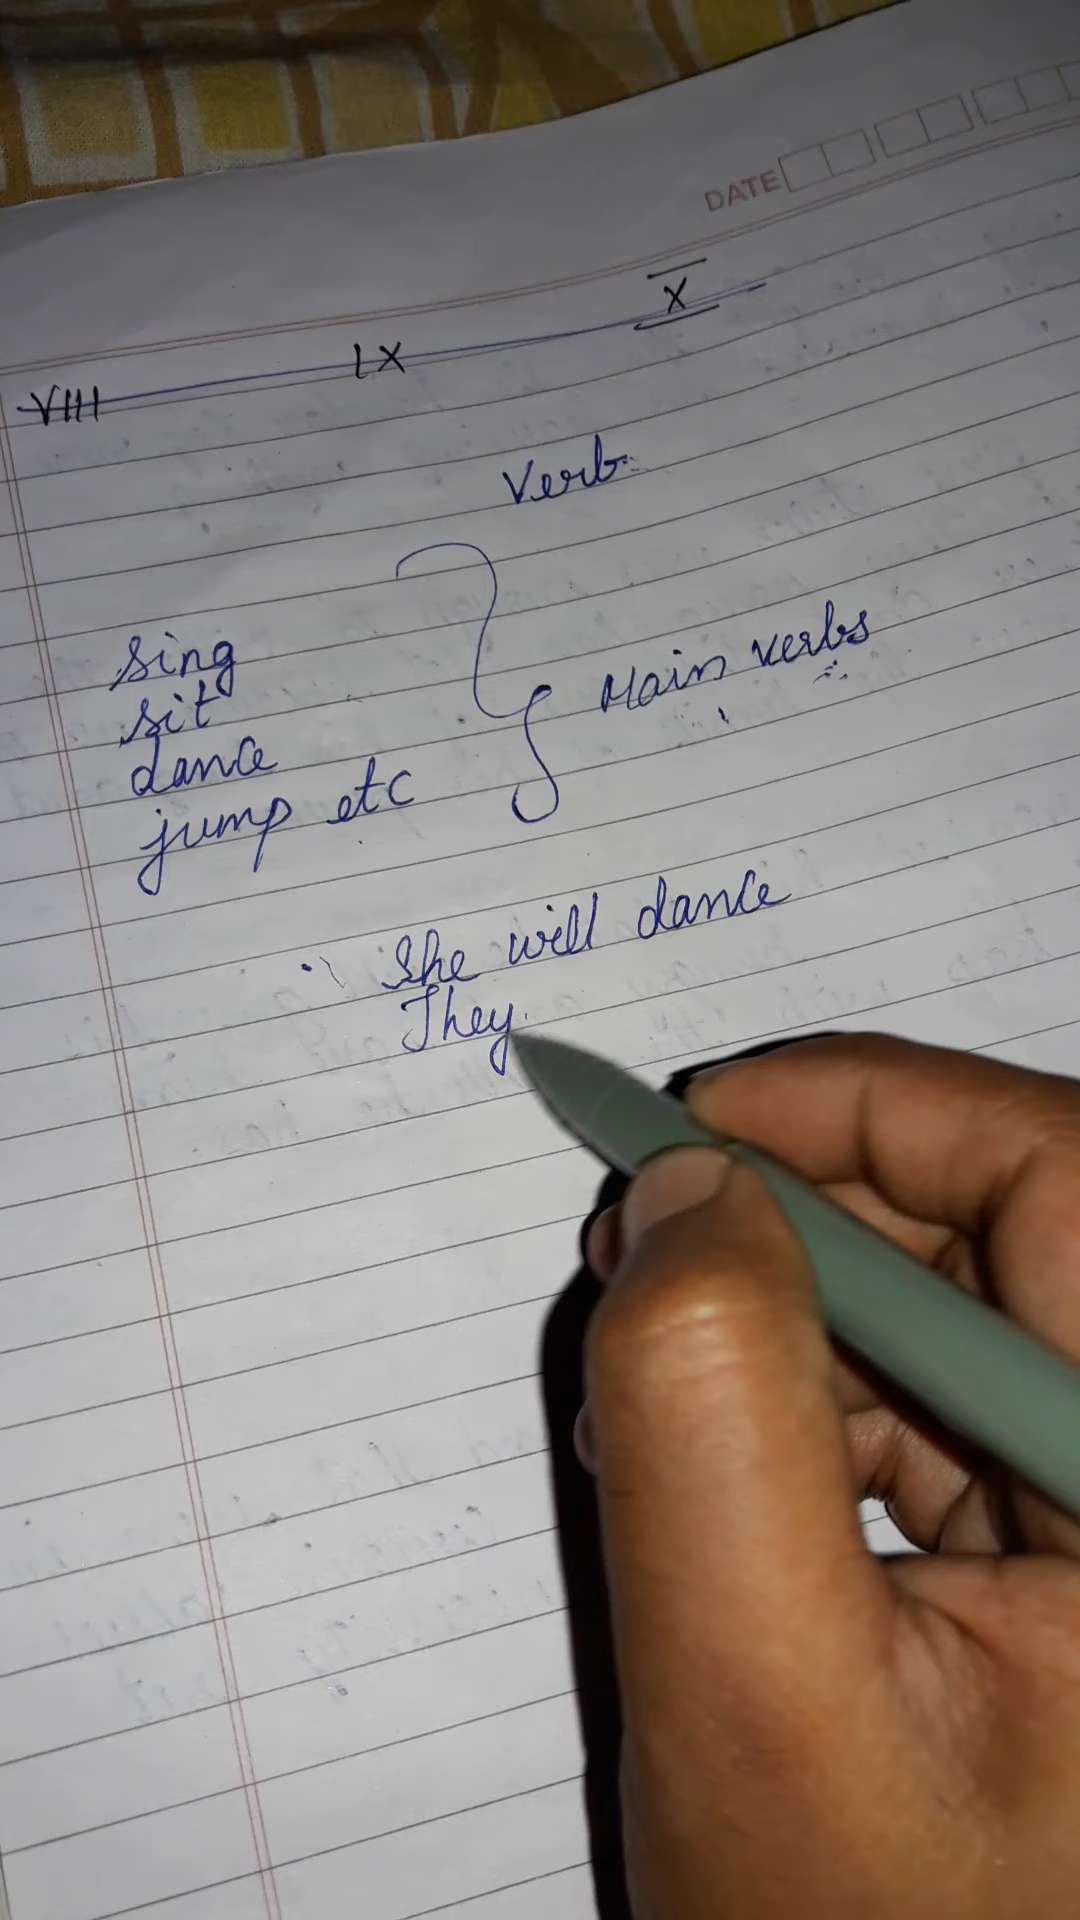 DATE
X
IX
VIII
Verb
sing
sit
dance
jump etc
Main verbs
She will dance
They